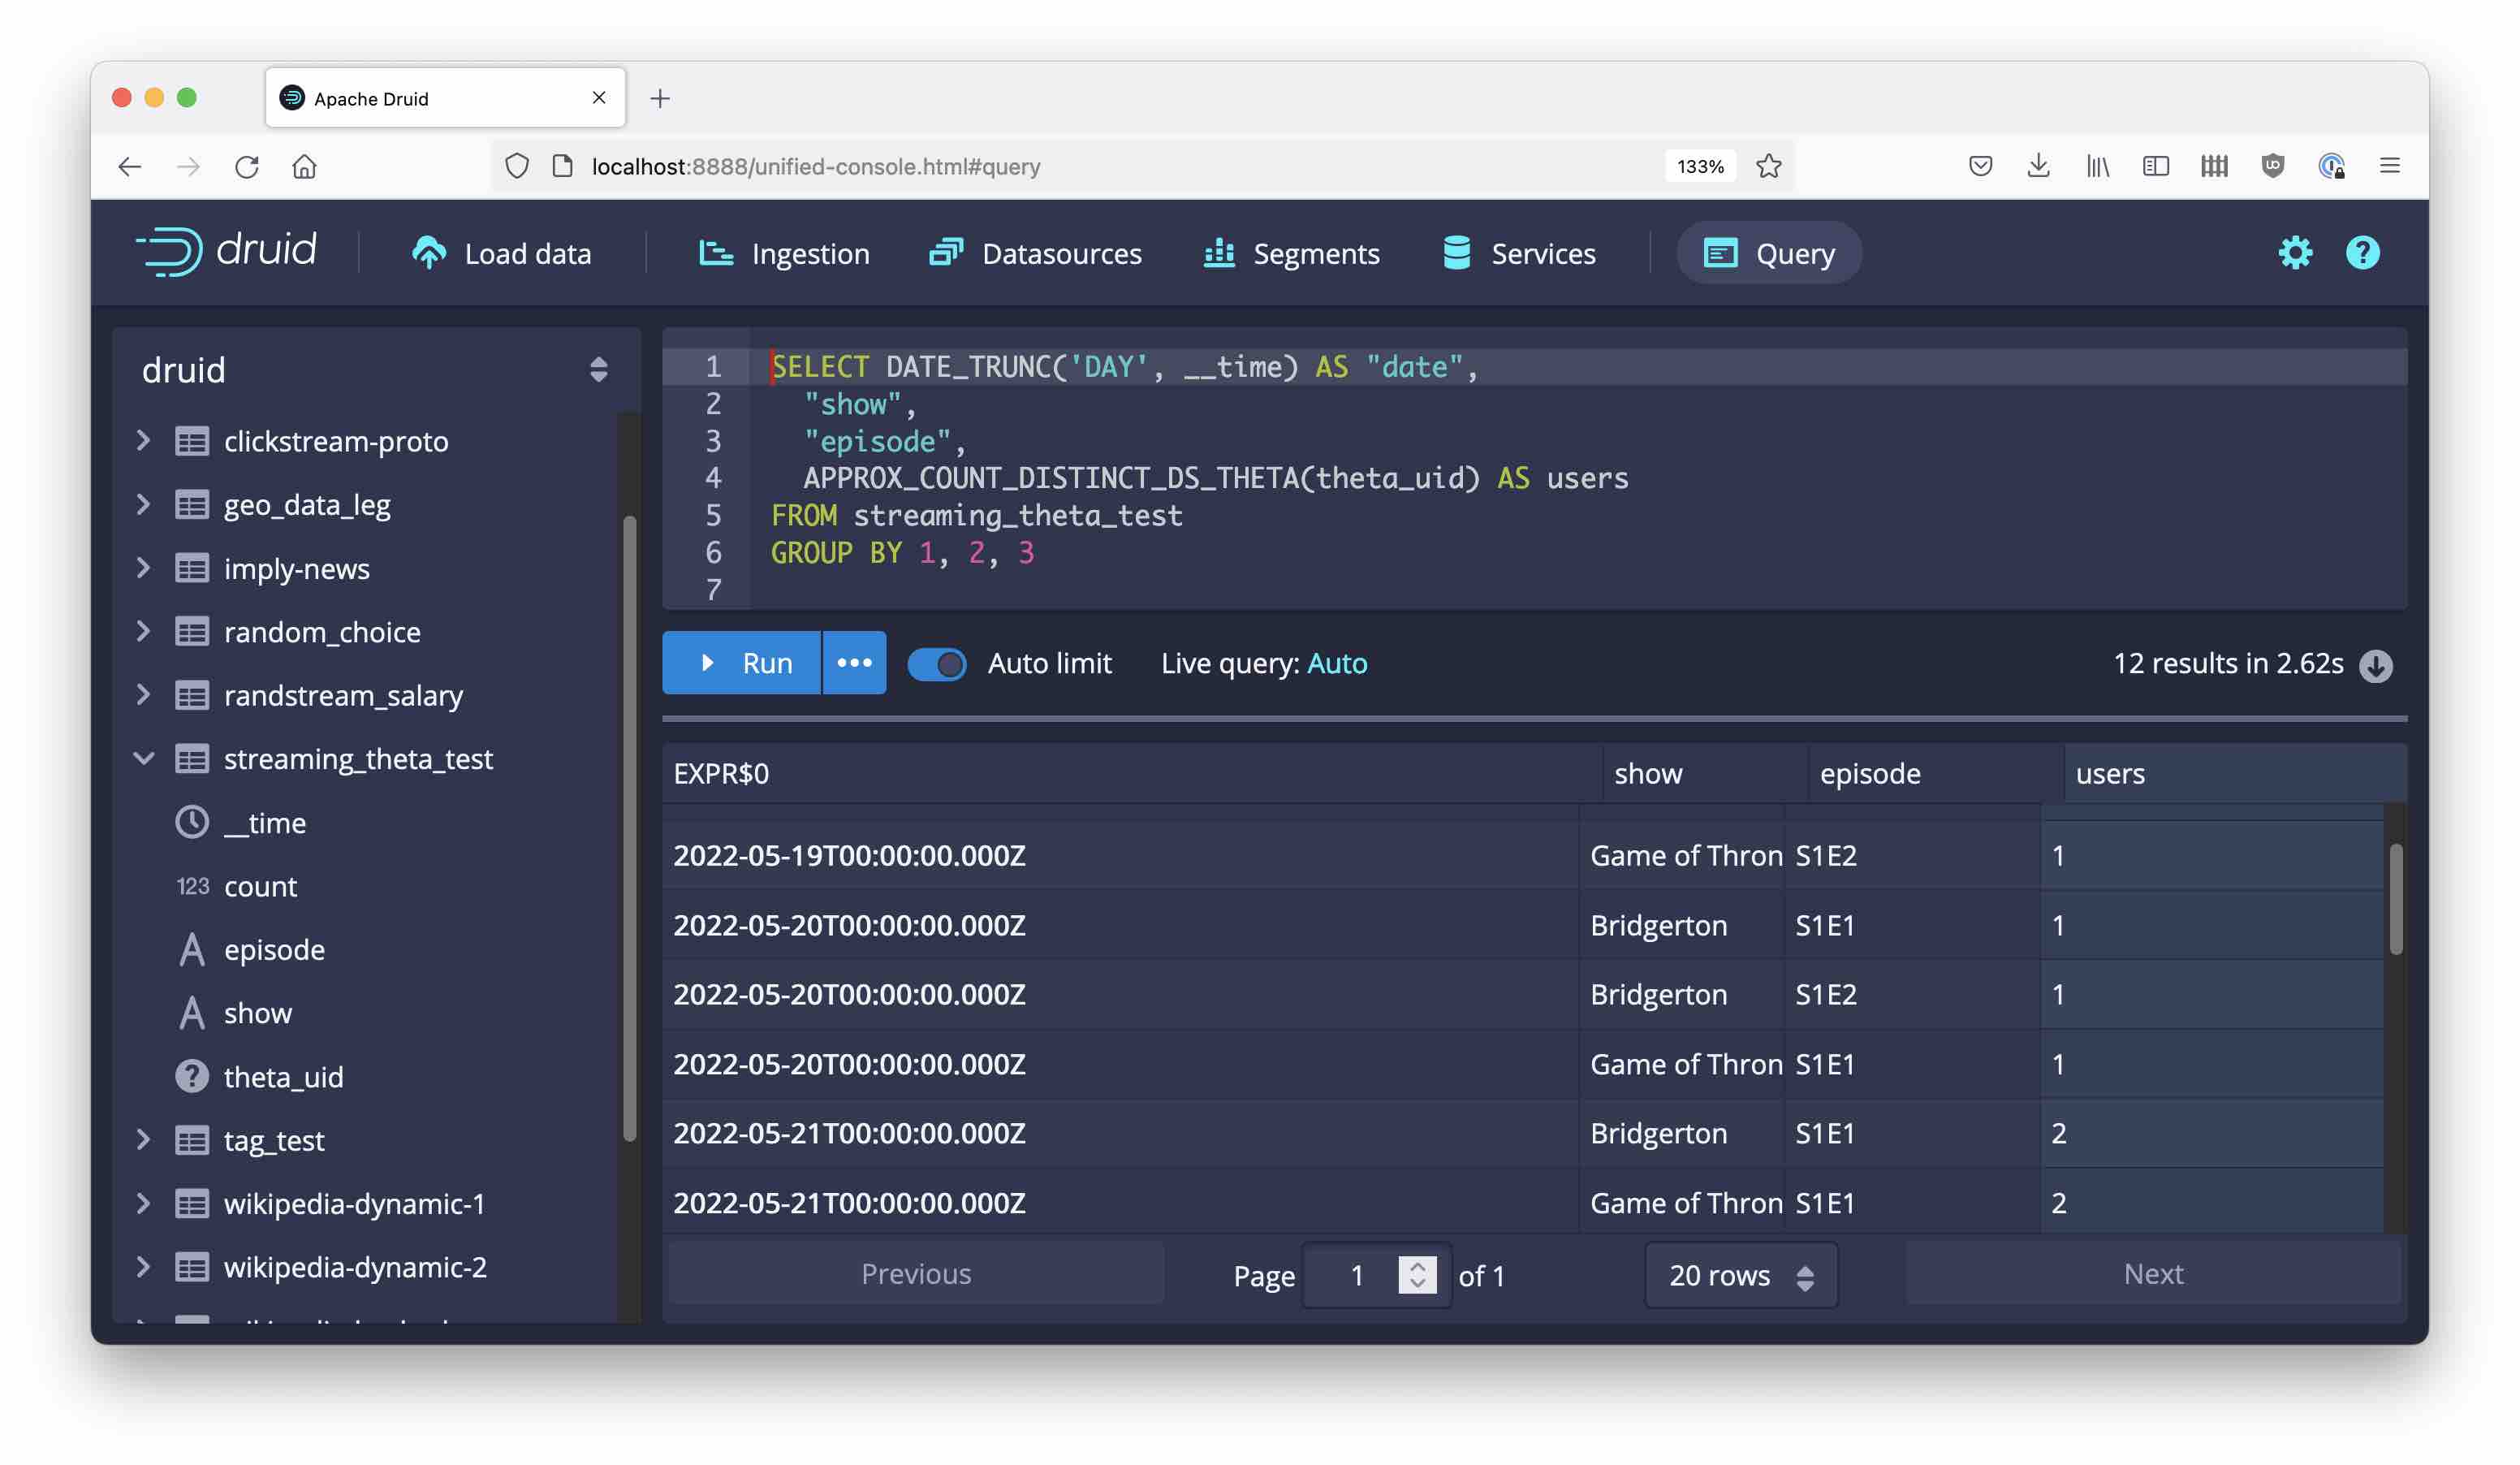 Apache Druid
localhost:8888/unified-console.html#query
133%
druid
Load data
Ingestion
Datasources
Segments
Services
Query
druid
clickstream-proto
geo_data_leg
imply-news
random_choice
randstream_salary
streaming_theta_test
__time
123 count
A episode
A show
theta_uid
tag_test
wikipedia-dynamic-1
wikipedia-dynamic-2
1 SELECT DATE_TRUNC('DAY', __time) AS "date",
2 "show",
3 "episode",
4 APPROX_COUNT_DISTINCT_DS_THETA(theta_uid) AS users
5 FROM streaming_theta_test
6 GROUP BY 1, 2, 3
7
Run
Auto limit
Live query: Auto
12 results in 2.62s
EXPR$0 show episode users
2022-05-19T00:00:00.000Z Game of Thron S1E2 1
2022-05-20T00:00:00.000Z Bridgerton S1E1 1
2022-05-20T00:00:00.000Z Bridgerton S1E2 1
2022-05-20T00:00:00.000Z Game of Thron S1E1 1
2022-05-21T00:00:00.000Z Bridgerton S1E1 2
2022-05-21T00:00:00.000Z Game of Thron S1E1 2
Previous
Page 1 of 1
20 rows
Next